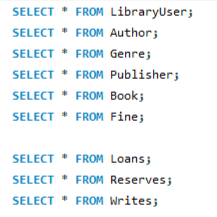 SELECT * FROM LibraryUser;
SELECT * FROM Author;
SELECT * FROM Genre;
SELECT * FROM Publisher;
SELECT * FROM Book;
SELECT * FROM Fine;
SELECT * FROM Loans;
SELECT * FROM Reserves;
SELECT * FROM Writes;